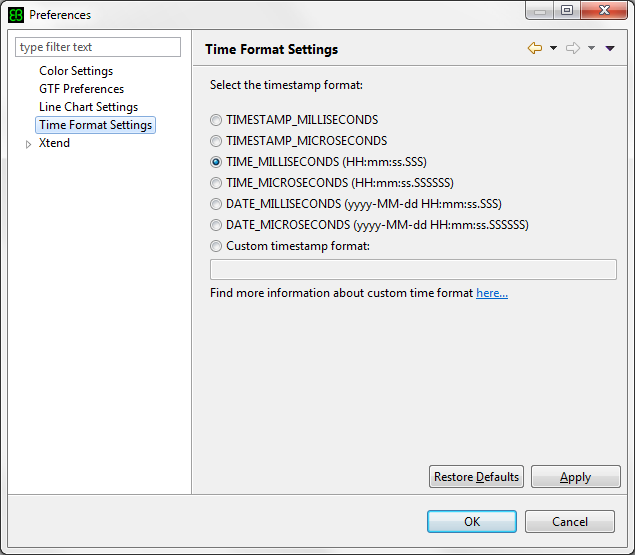 Preferences
type filter text
Color Settings
GTF Preferences
Line Chart Settings
Time Format Settings
Xtend
Time Format Settings
Select the timestamp format:
TIMESTAMP_MILLISECONDS
TIMESTAMP_MICROSECONDS
TIME_MILLISECONDS (HH:mm:ss.SSS)
TIME_MICROSECONDS (HH:mm:ss.SSSSSS)
DATE_MILLISECONDS (yyyy-MM-dd HH:mm:ss.SSS)
DATE_MICROSECONDS (yyyy-MM-dd HH:mm:ss.SSSSSS)
Custom timestamp format:
Find more information about custom time format here...
Restore Defaults
Apply
OK
Cancel